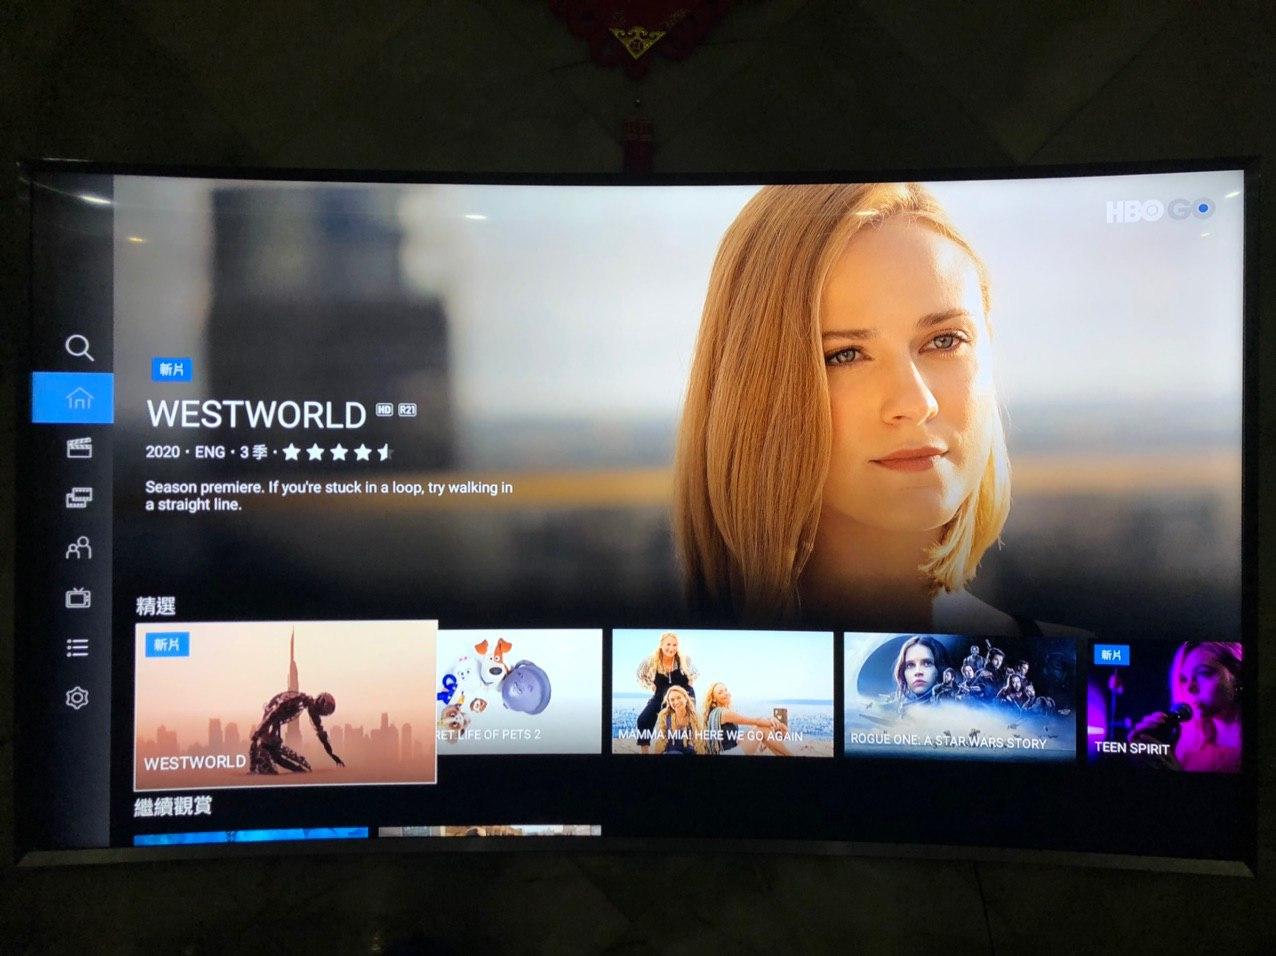 HBO GO
新片
WESTWORLD HD R21
2020 · ENG · 3 季 ·
Season premiere. If you're stuck in a loop, try walking in
a straight line.
精選
新片
WESTWORLD
RET LIFE OF PETS 2
MAMMA MIA! HERE WE GO AGAIN
ROGUE ONE: A STAR WARS STORY
新片
TEEN SPIRIT
繼續觀賞